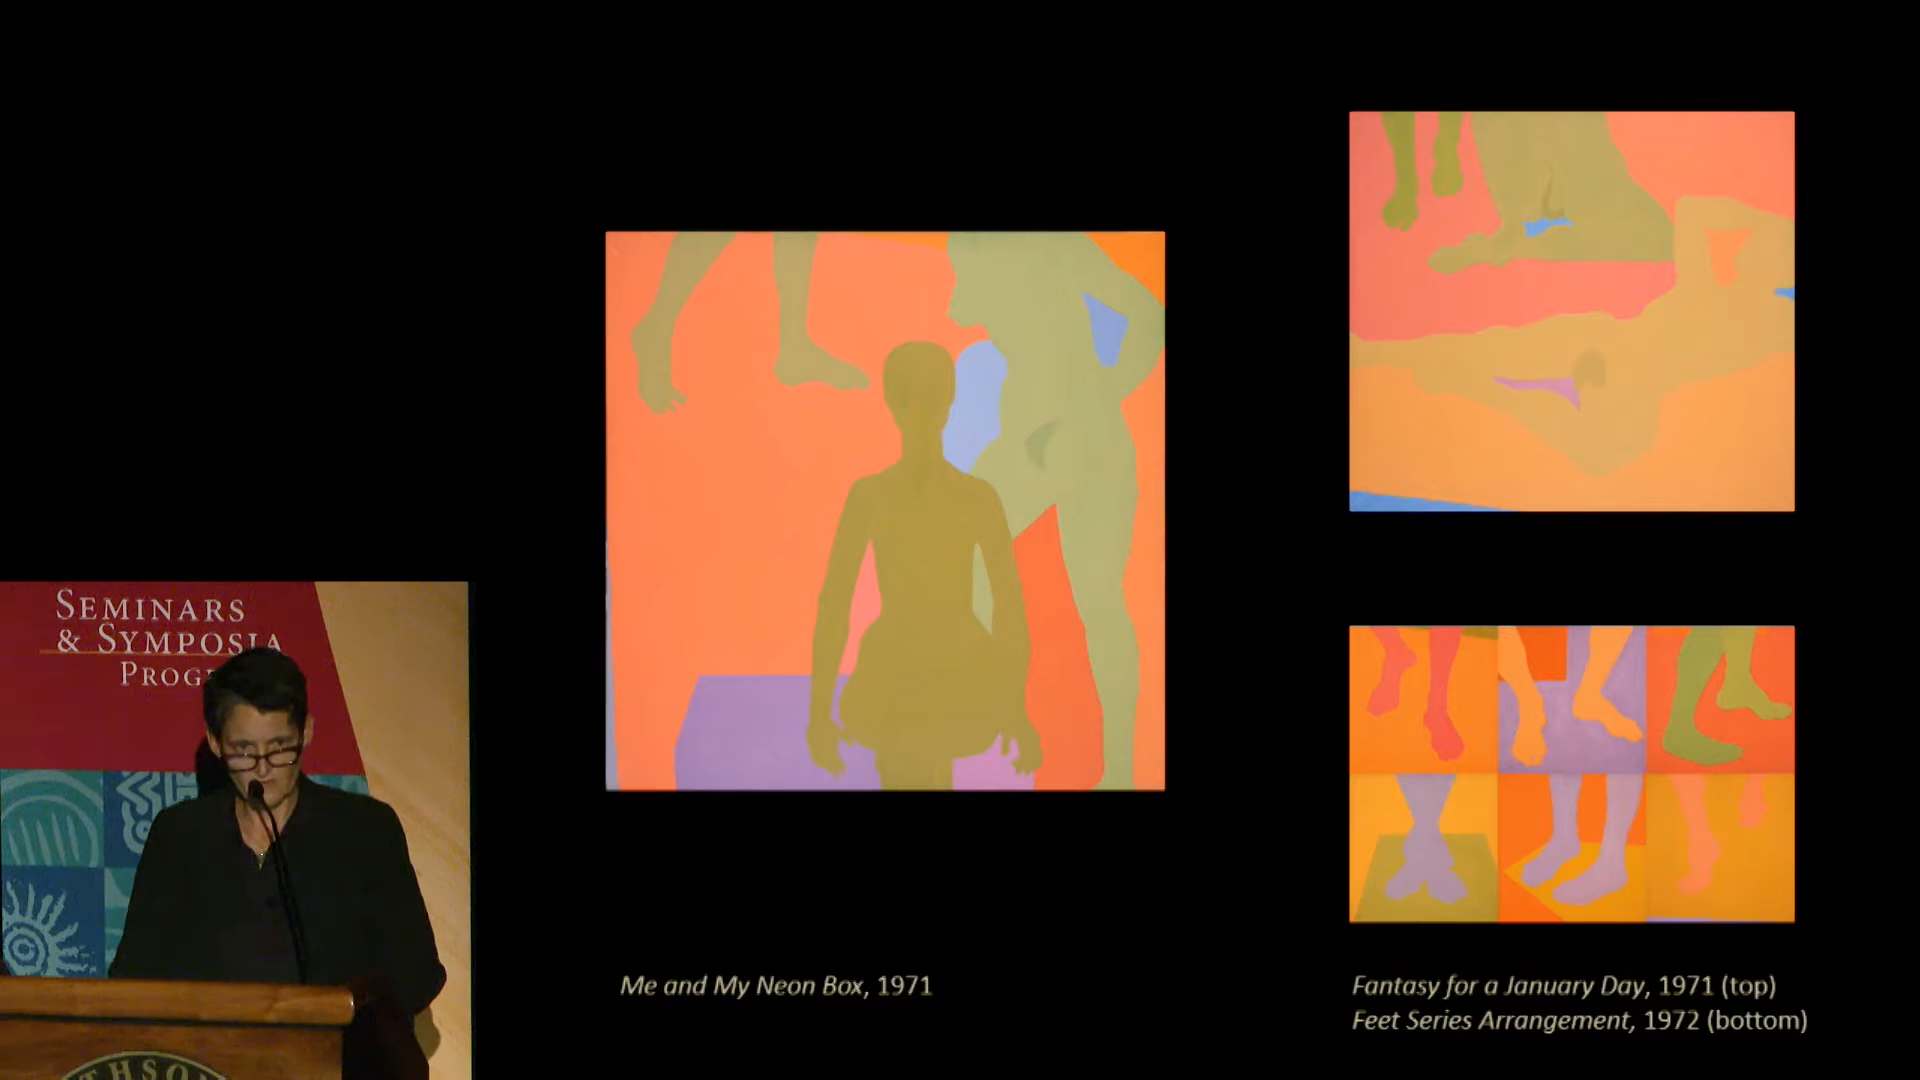 SEMINARS
& SYMPOSIA
Me and My Neon Box, 1971
Fantasy for a January Day, 1971 (top)
Feet Series Arrangement, 1972 (bottom)